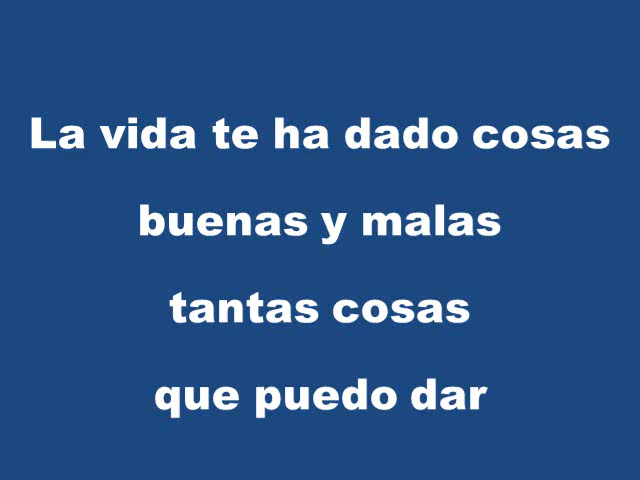 La vida te ha dado cosas
buenas y malas
tantas cosas
que puedo dar